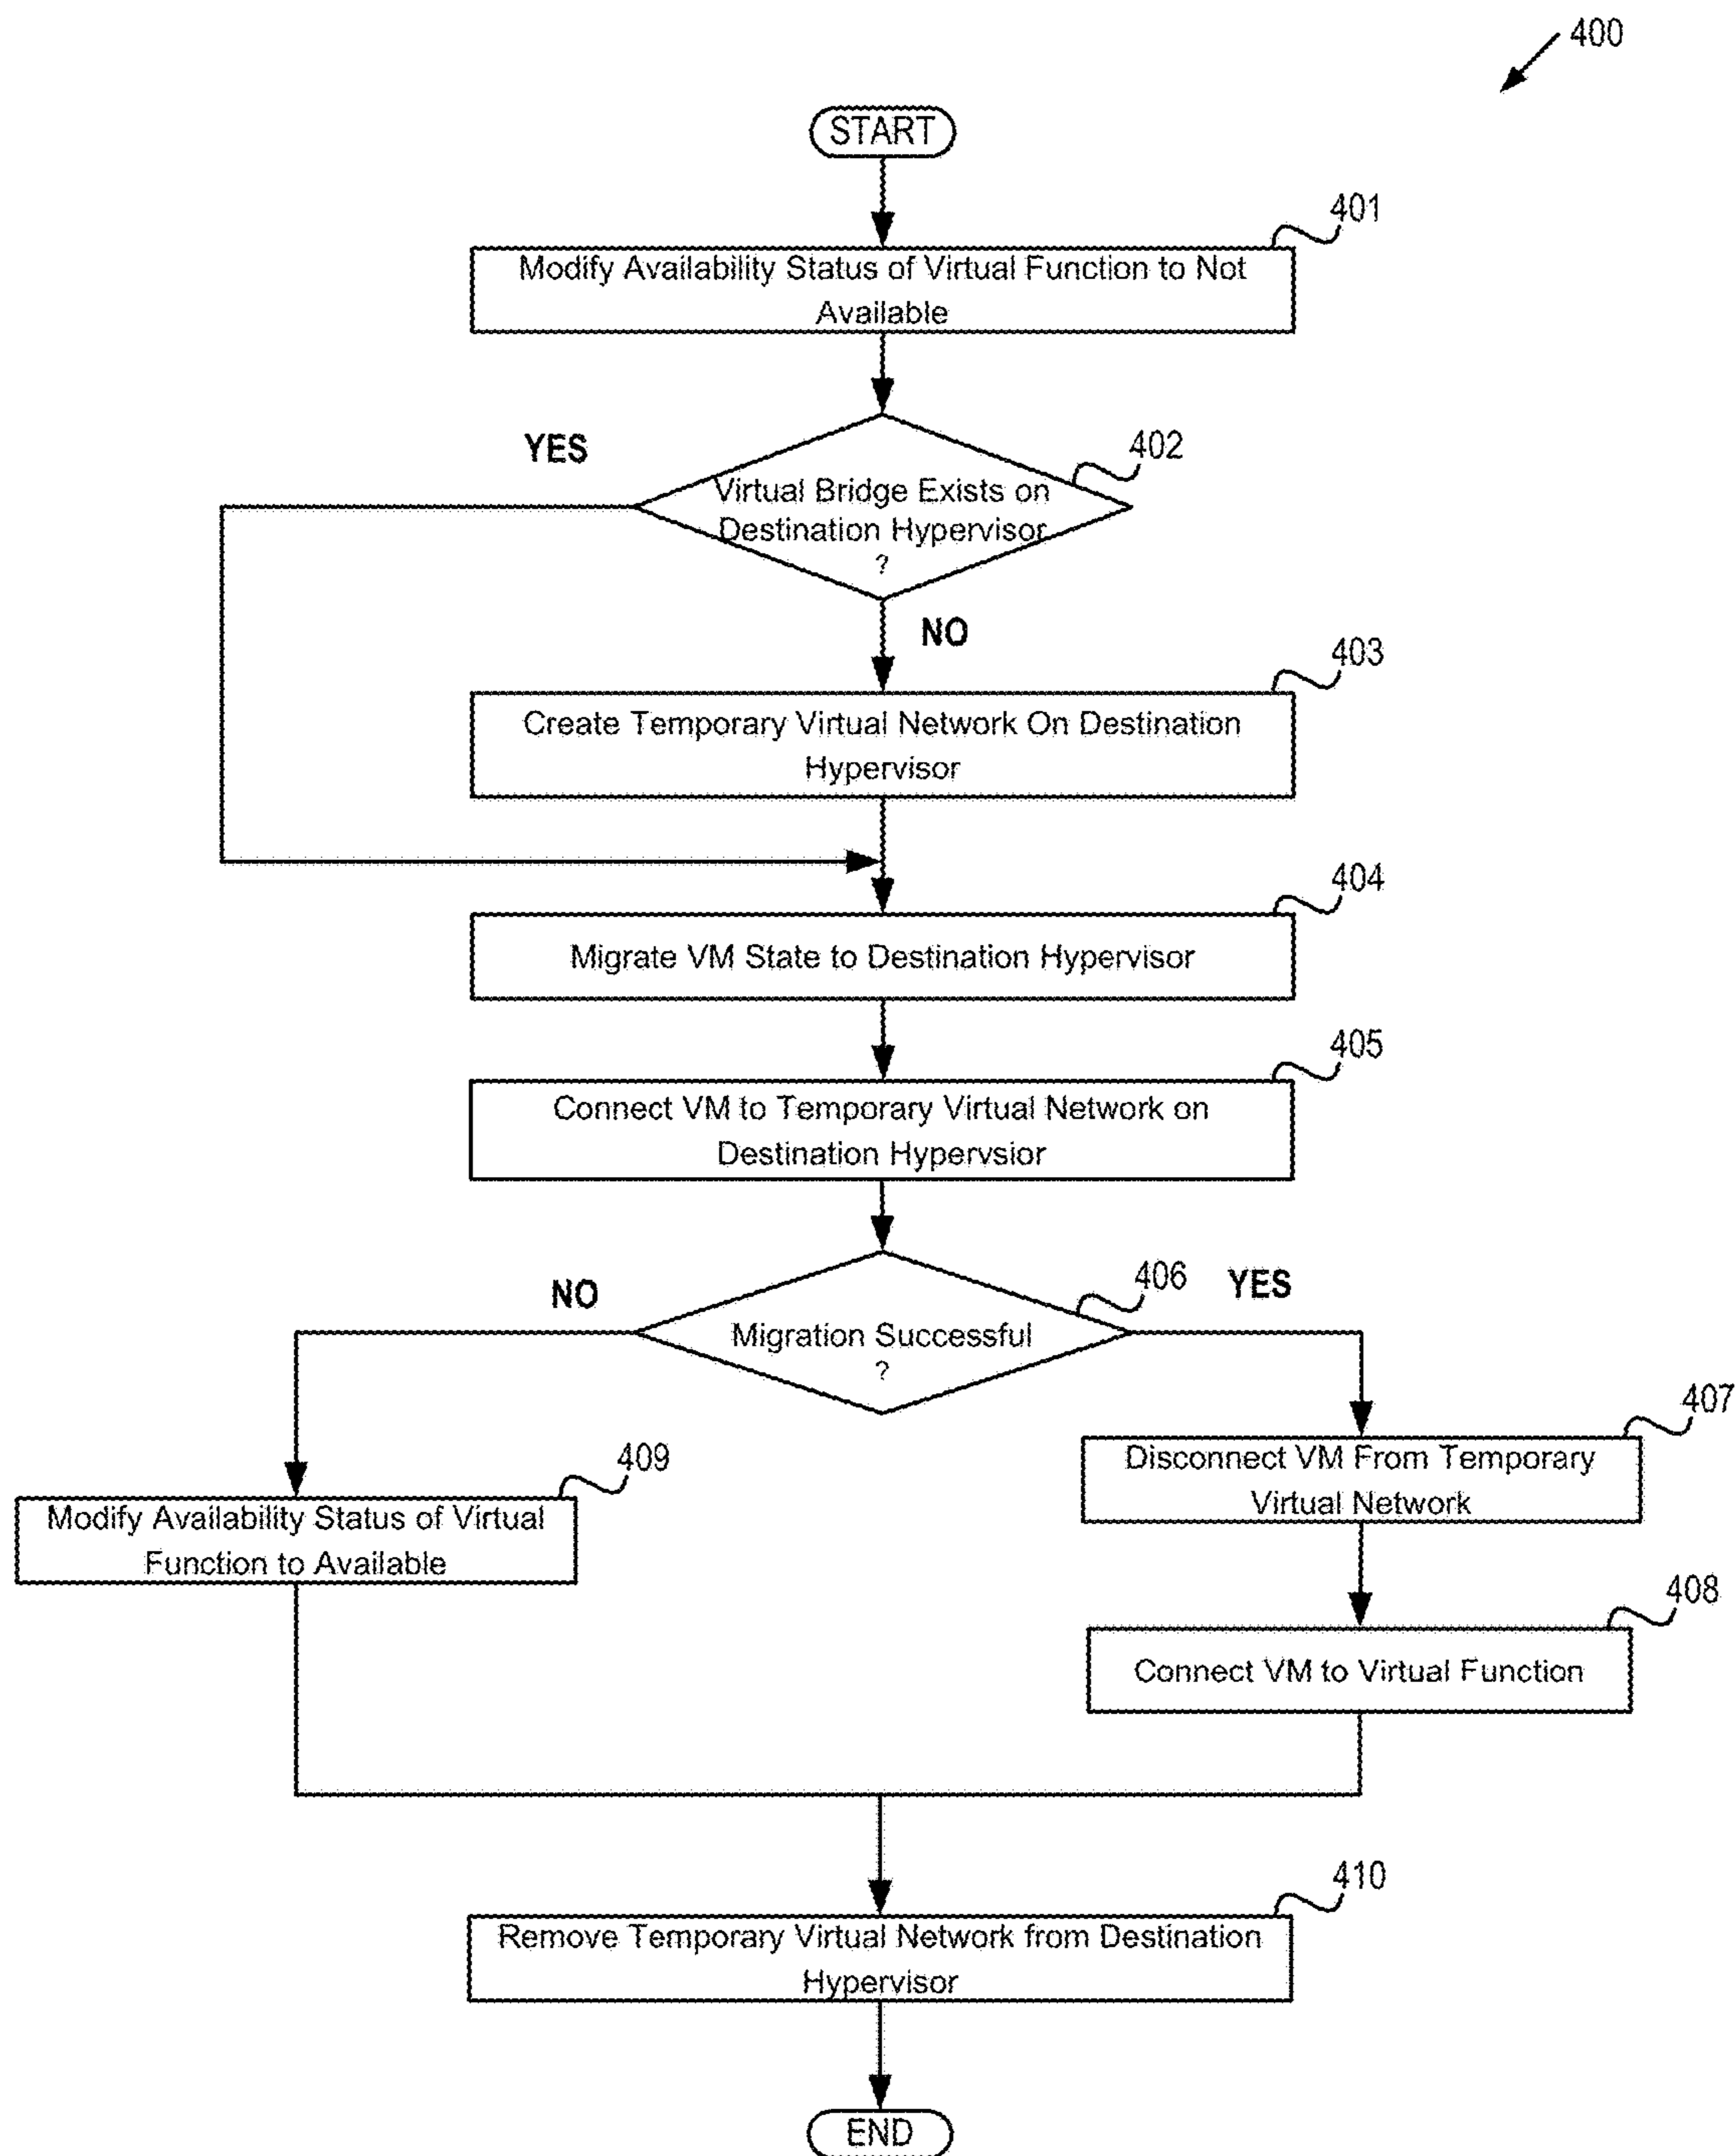 400
START
401
Modify Availability Status of Virtual Function to Not
Available
YES
402
Virtual Bridge Exists on
Destination Hypervisor
?
NO
403
Create Temporary Virtual Network On Destination
Hypervisor
404
Migrate VM State to Destination Hypervisor
405
Connect VM to Temporary Virtual Network on
Destination Hypervsior
NO
406
YES
Migration Successful
?
407
Disconnect VM From Temporary
Virtual Network
409
Modify Availability Status of Virtual
Function to Available
408
Connect VM to Virtual Function
410
Remove Temporary Virtual Network from Destination
Hypervisor
END